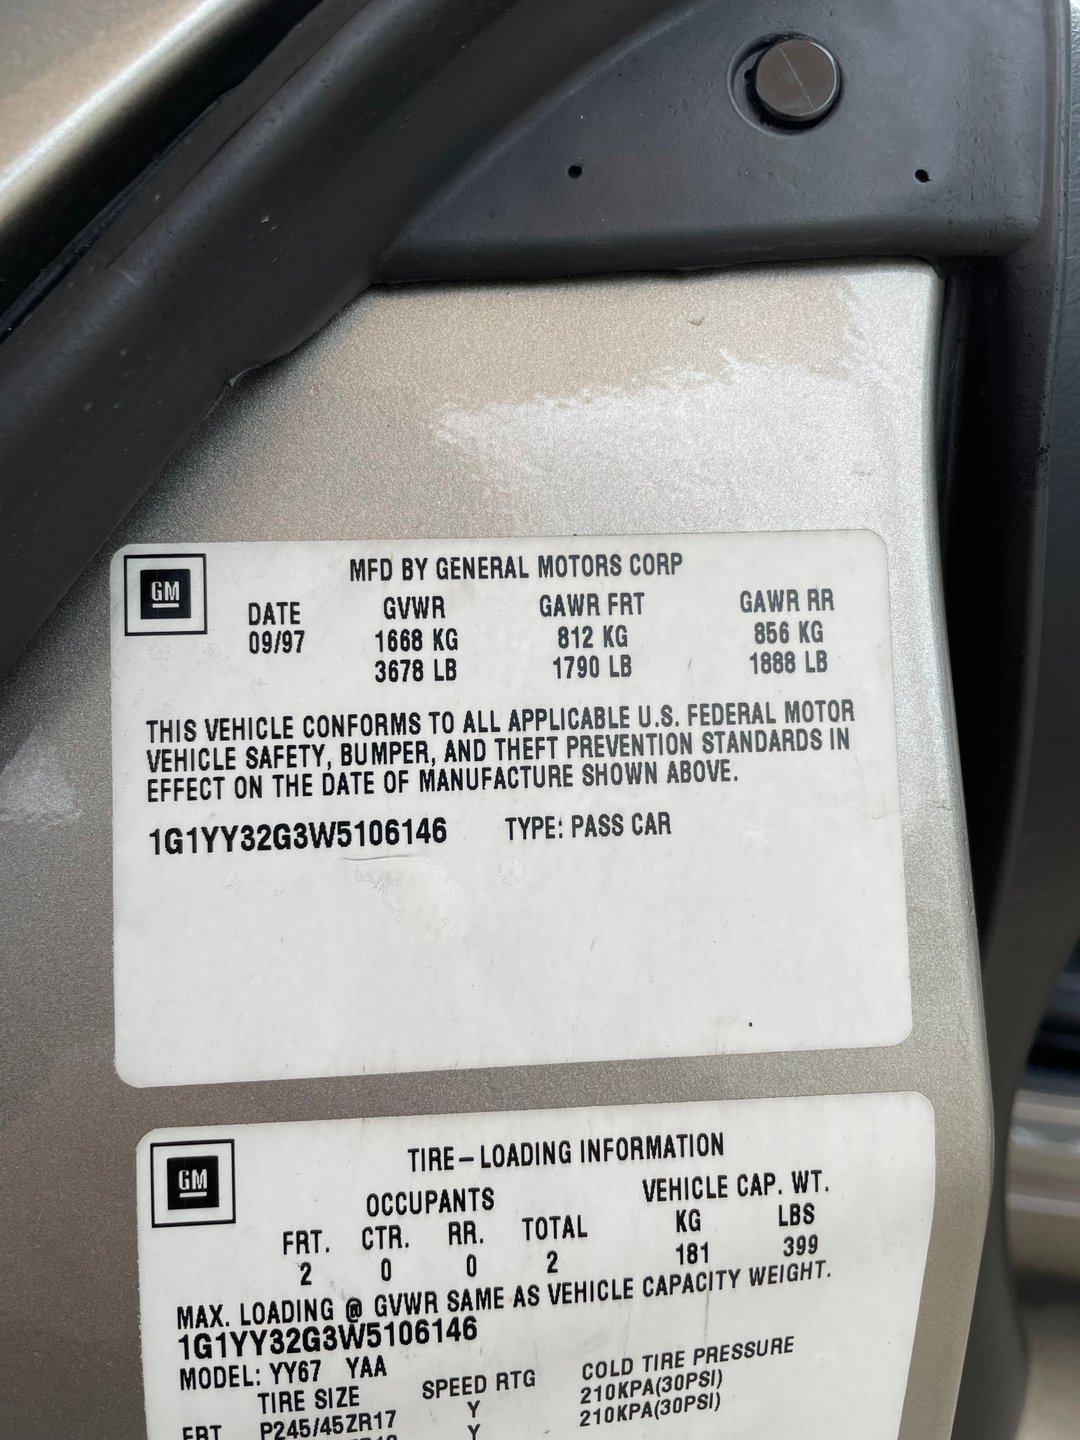 GM
MFD BY GENERAL MOTORS CORP
DATE GVWR GAWR FRT GAWR RR
09/97 1668 KG 812 KG 856 KG
3678 LB 1790 LB 1888 LB
THIS VEHICLE CONFORMS TO ALL APPLICABLE U.S. FEDERAL MOTOR
VEHICLE SAFETY, BUMPER, AND THEFT PREVENTION STANDARDS IN
EFFECT ON THE DATE OF MANUFACTURE SHOWN ABOVE.
1G1YY32G3W5106146 TYPE: PASS CAR
GM
TIRE-LOADING INFORMATION
OCCUPANTS VEHICLE CAP. WT.
FRT. CTR. RR. TOTAL KG LBS
2 0 0 2 181 399
MAX. LOADING @ GVWR SAME AS VEHICLE CAPACITY WEIGHT.
1G1YY32G3W5106146
MODEL: YY67 YAA
TIRE SIZE SPEED RTG COLD TIRE PRESSURE
FRT P245/45ZR17 Y 210KPA(30PSI)
Y 210KPA(30PSI)